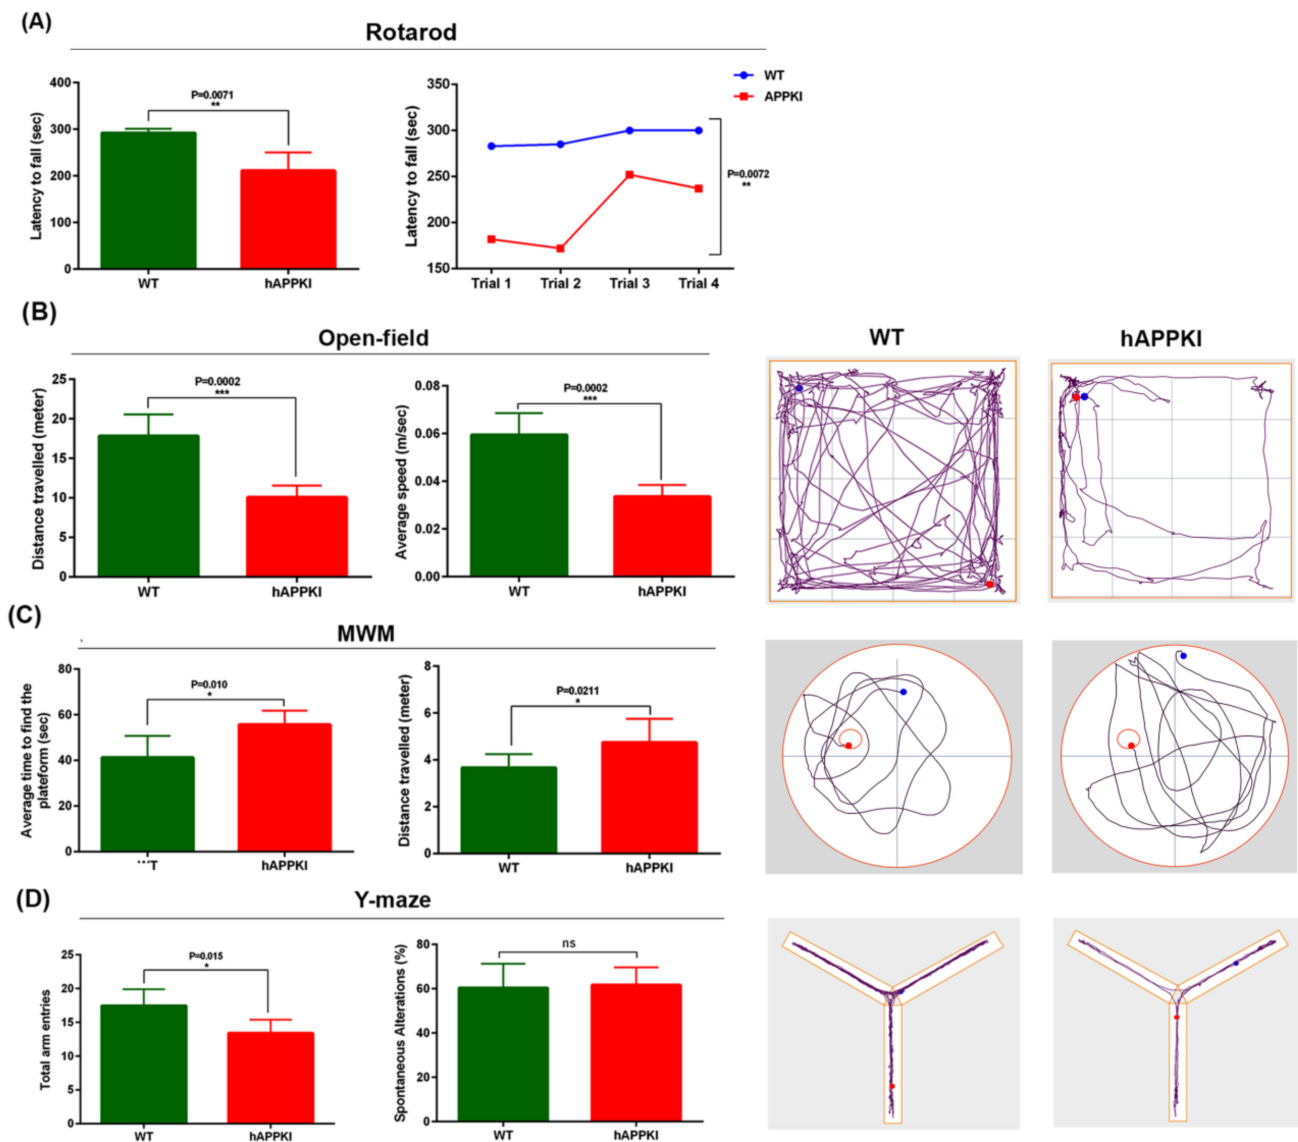 (A)
Rotarod
Latency to fall (sec)
400
300
200
100
0
P=0.0071
**
WT
hAPPKI
Latency to fall (sec)
350
300
250
200
150
Trial 1 Trial 2 Trial 3 Trial 4
WT
APPKI
P=0.0072
**
(B)
Open-field
Distance travelled (meter)
25
20
15
10
5
0
P=0.0002
***
WT
hAPPKI
Average speed (m/sec)
0.08
0.06
0.04
0.02
0.00
P=0.0002
***
WT
hAPPKI
WT
hAPPKI
(C)
MWM
Average time to find the
plateform (sec)
80
60
40
20
0
P=0.010
*
T
hAPPKI
Distance travelled (meter)
8
6
4
2
0
P=0.0211
*
WT
hAPPKI
(D)
Y-maze
Total arm entries
25
20
15
10
5
0
P=0.015
*
WT
hAPPKI
Spontaneous Alterations (%)
80
60
40
20
0
ns
WT
hAPPKI